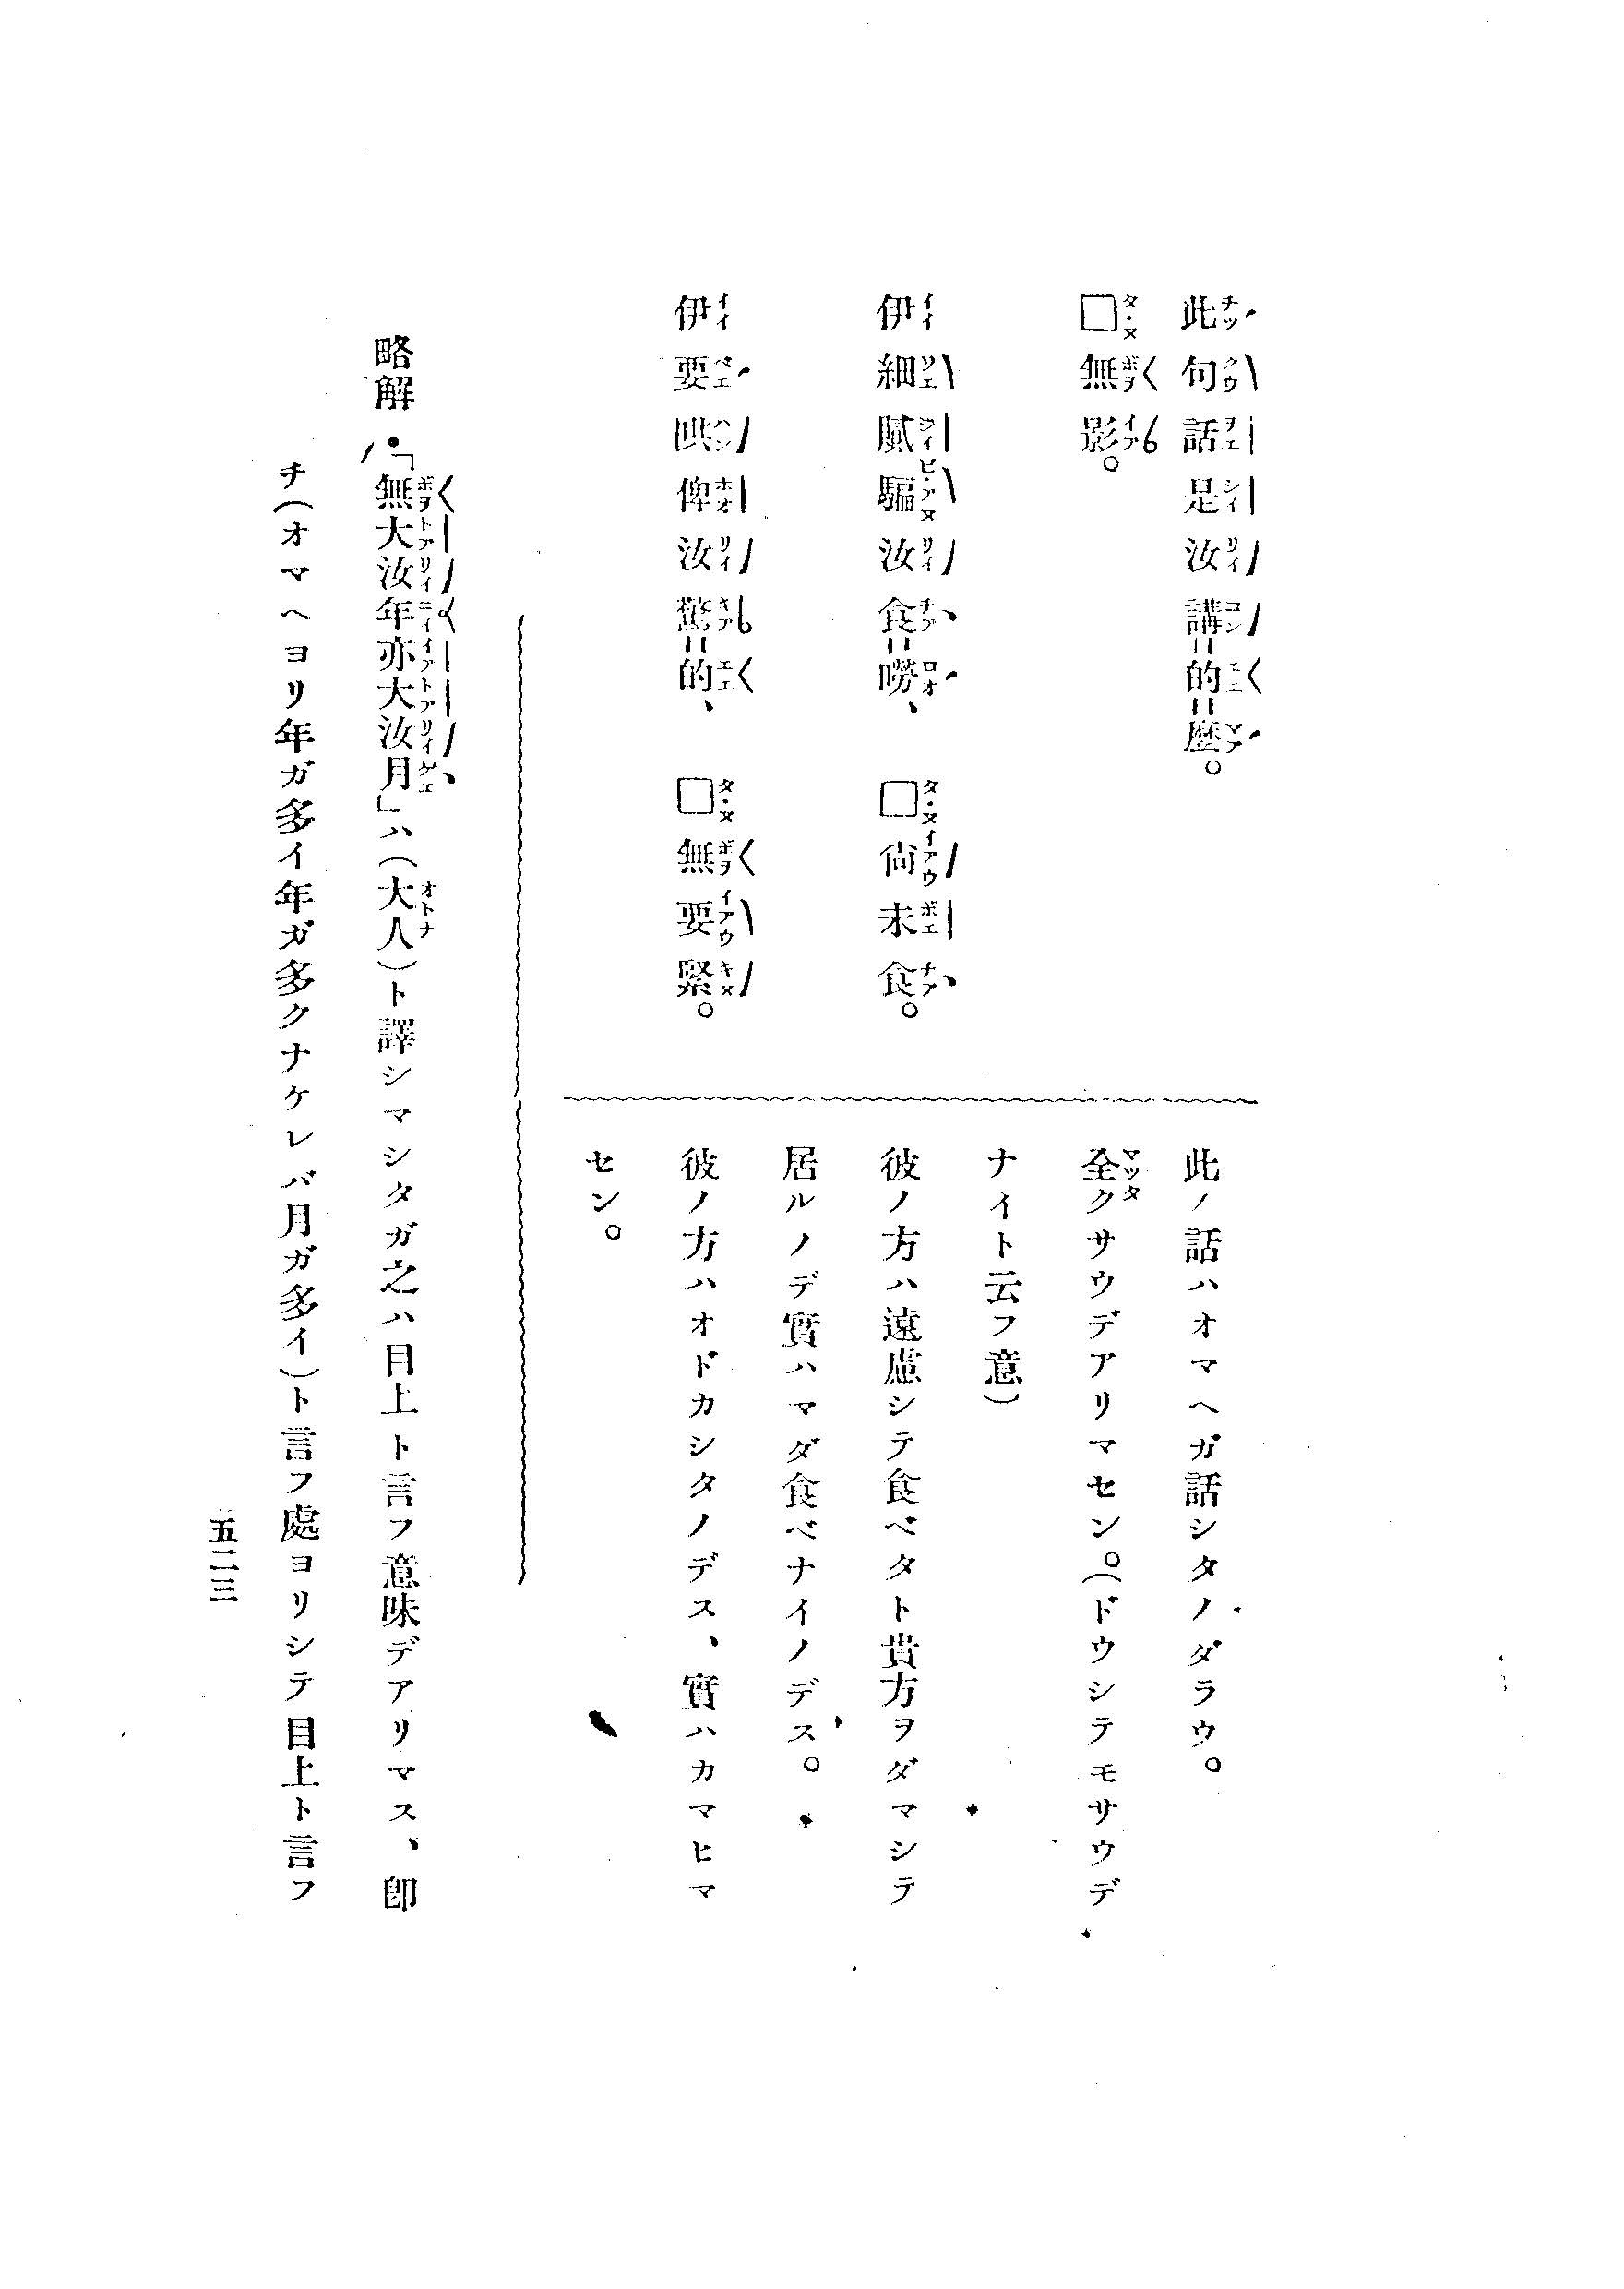 此句話是汝講=的=麼。
□無影。
伊細膩騙汝食=嘮、□尙未食。
伊要哄俾汝驚=的、□無要緊。
此ノ話ハオマヘガ話シタノダラウ。
全クサウデアリマセン。(ドウシテモサウデ
ナイト云フ意)
彼ノ方ハ遠慮シテ食ベタト貴方ヲダマシテ
居ルノデ實ハマダ食ベナイノデス。
彼ノ方ハオドカシタノデス、實ハカマヒマ
セン。
略解 「無大汝年亦大汝月」ハ(大人)ト譯シマシタガ之ハ目上ト言フ意味デアリマス、卽
チ(オマヘヨリ年ガ多イ年ガ多クナケレバ月ガ多イ)ト言フ處ヨリシテ目上ト言フ
五二三